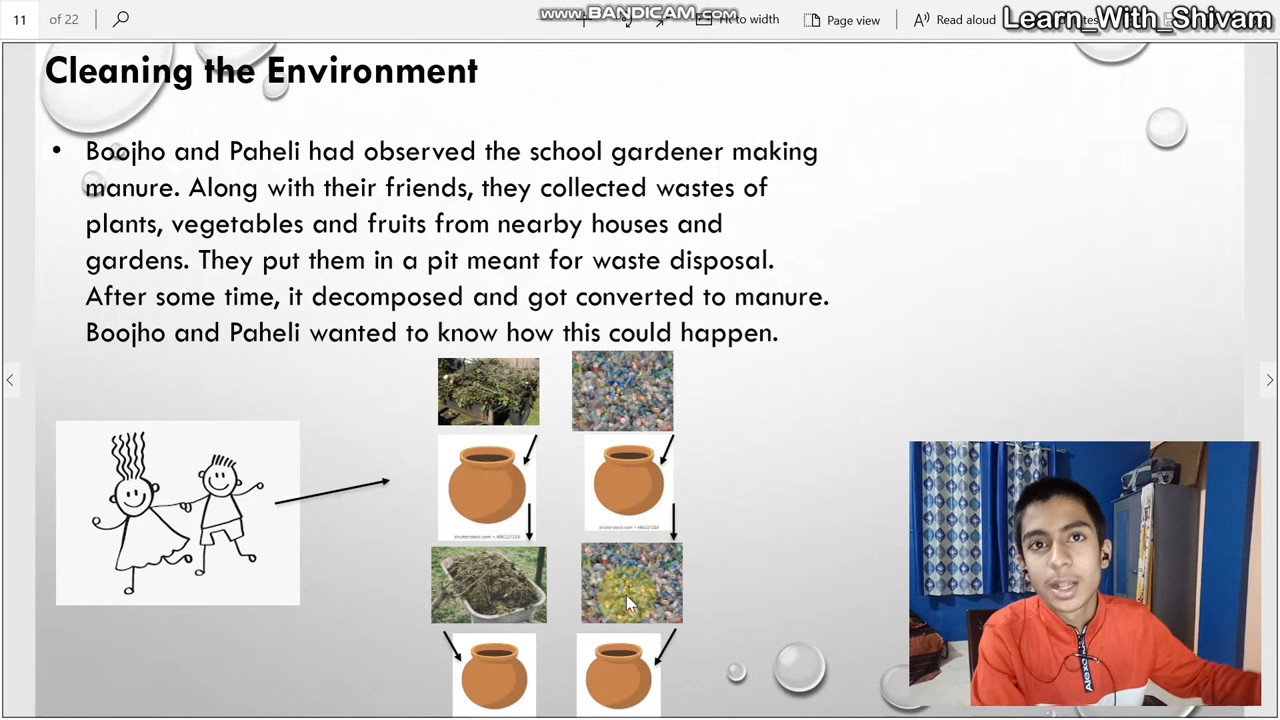 11 of 22
www.BANDICAM.com
Fit to width
Page view
Read aloud
Learn_With_Shivam
Cleaning the Environment
• Boojho and Paheli had observed the school gardener making
manure. Along with their friends, they collected wastes of
plants, vegetables and fruits from nearby houses and
gardens. They put them in a pit meant for waste disposal.
After some time, it decomposed and got converted to manure.
Boojho and Paheli wanted to know how this could happen.